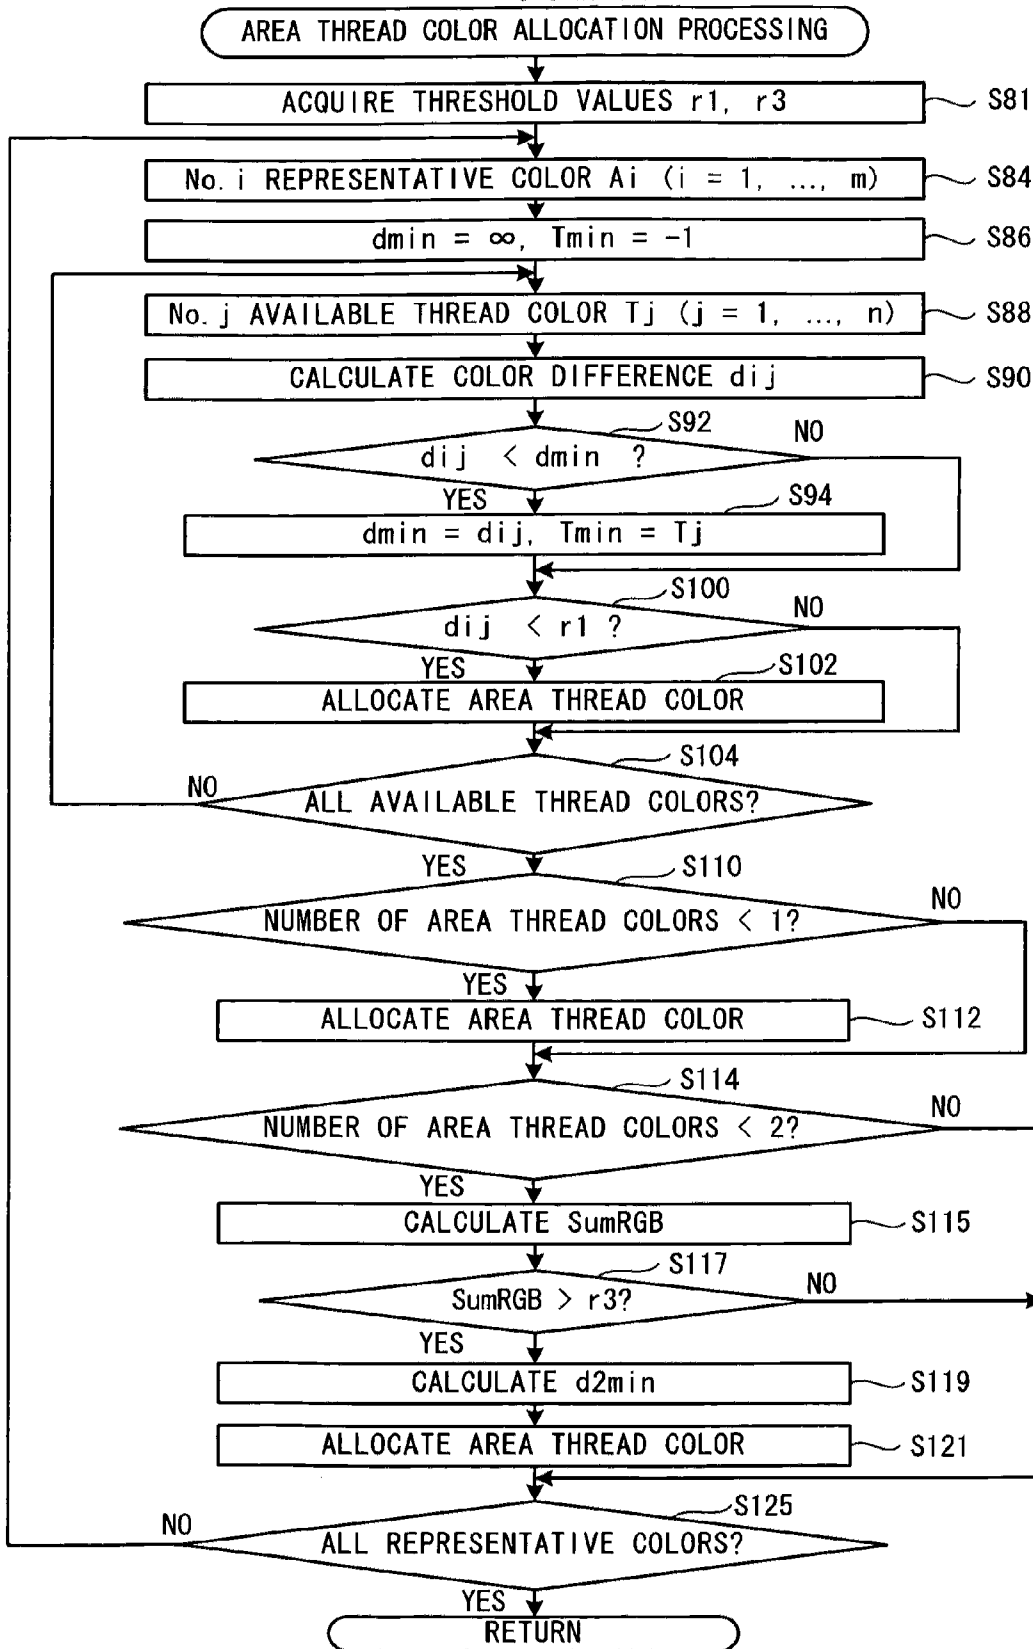 AREA THREAD COLOR ALLOCATION PROCESSING
ACQUIRE THRESHOLD VALUES r1, r3
S81
No. i REPRESENTATIVE COLOR Ai (i = 1, ..., m)
S84
dmin = ∞, Tmin = -1
S86
No. j AVAILABLE THREAD COLOR Tj (j = 1, ..., n)
S88
CALCULATE COLOR DIFFERENCE dij
S90
S92
dij < dmin ?
NO
YES
S94
dmin = dij, Tmin = Tj
S100
dij < r1 ?
NO
YES
S102
ALLOCATE AREA THREAD COLOR
S104
NO
ALL AVAILABLE THREAD COLORS?
YES
S110
NUMBER OF AREA THREAD COLORS < 1?
NO
YES
ALLOCATE AREA THREAD COLOR
S112
S114
NUMBER OF AREA THREAD COLORS < 2?
NO
YES
CALCULATE SumRGB
S115
S117
SumRGB > r3?
NO
YES
CALCULATE d2min
S119
ALLOCATE AREA THREAD COLOR
S121
S125
NO
ALL REPRESENTATIVE COLORS?
YES
RETURN